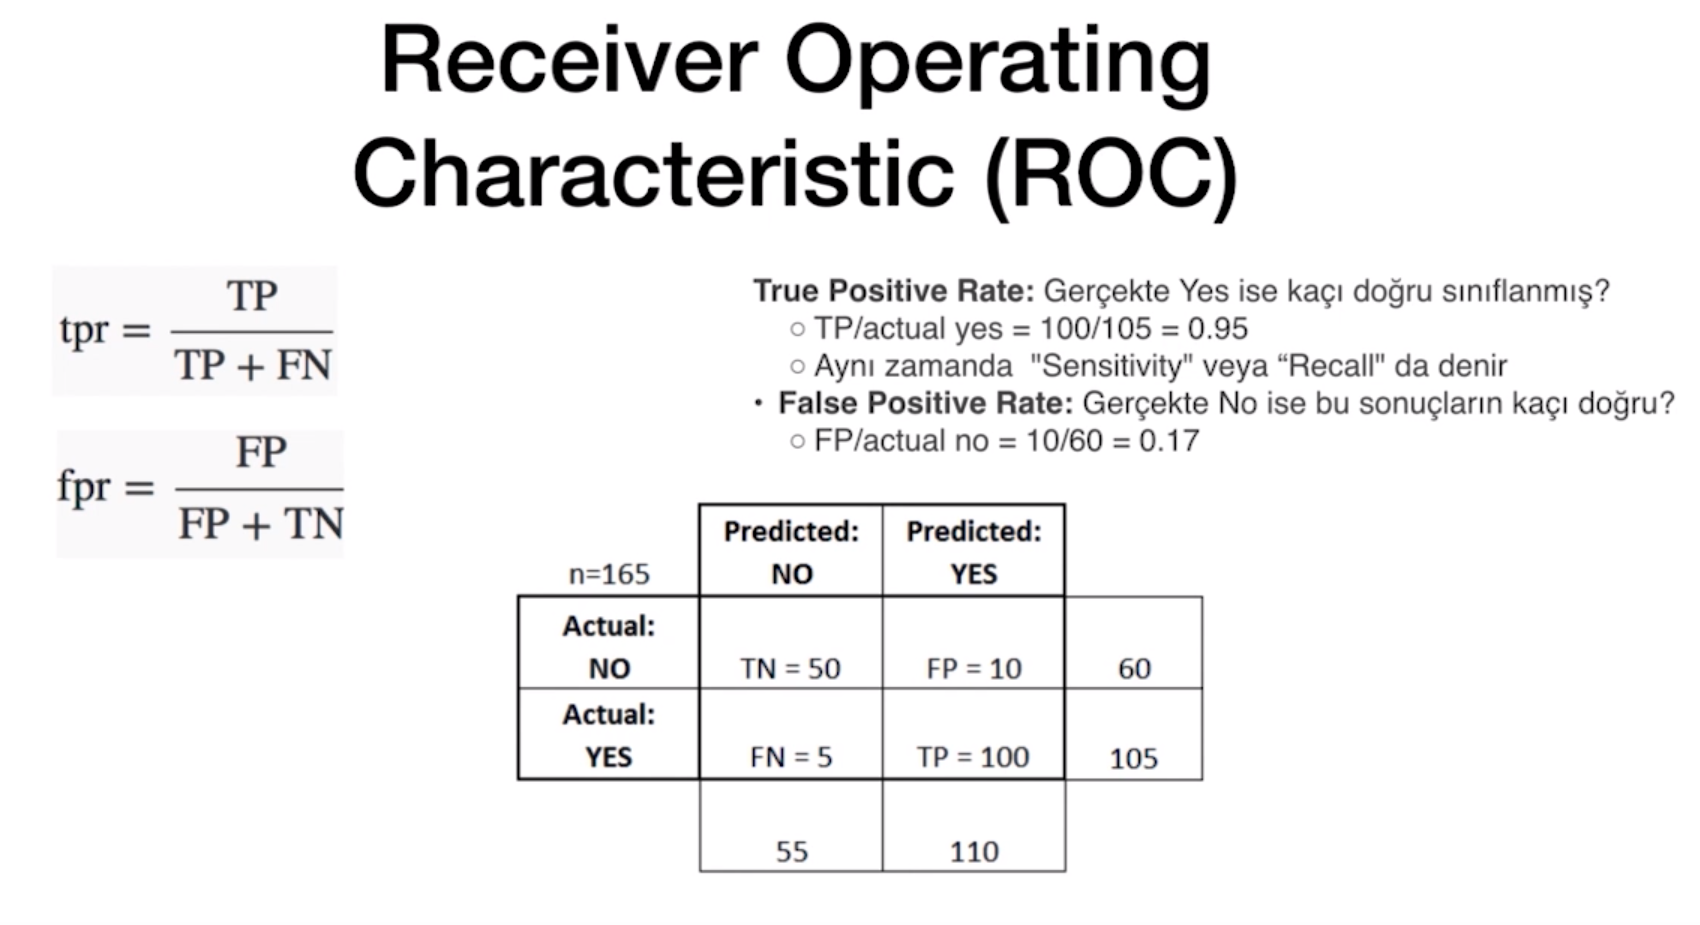 Receiver Operating
Characteristic (ROC)
tpr = TP / TP + FN
fpr = FP / FP + TN
True Positive Rate: Gerçekte Yes ise kaçı doğru sınıflanmış?
○ TP/actual yes = 100/105 = 0.95
○ Aynı zamanda "Sensitivity" veya “Recall" da denir
• False Positive Rate: Gerçekte No ise bu sonuçların kaçı doğru?
○ FP/actual no = 10/60 = 0.17
Predicted: Predicted:
n=165 NO YES
Actual:
NO TN = 50 FP = 10 60
Actual:
YES FN = 5 TP = 100 105
55 110